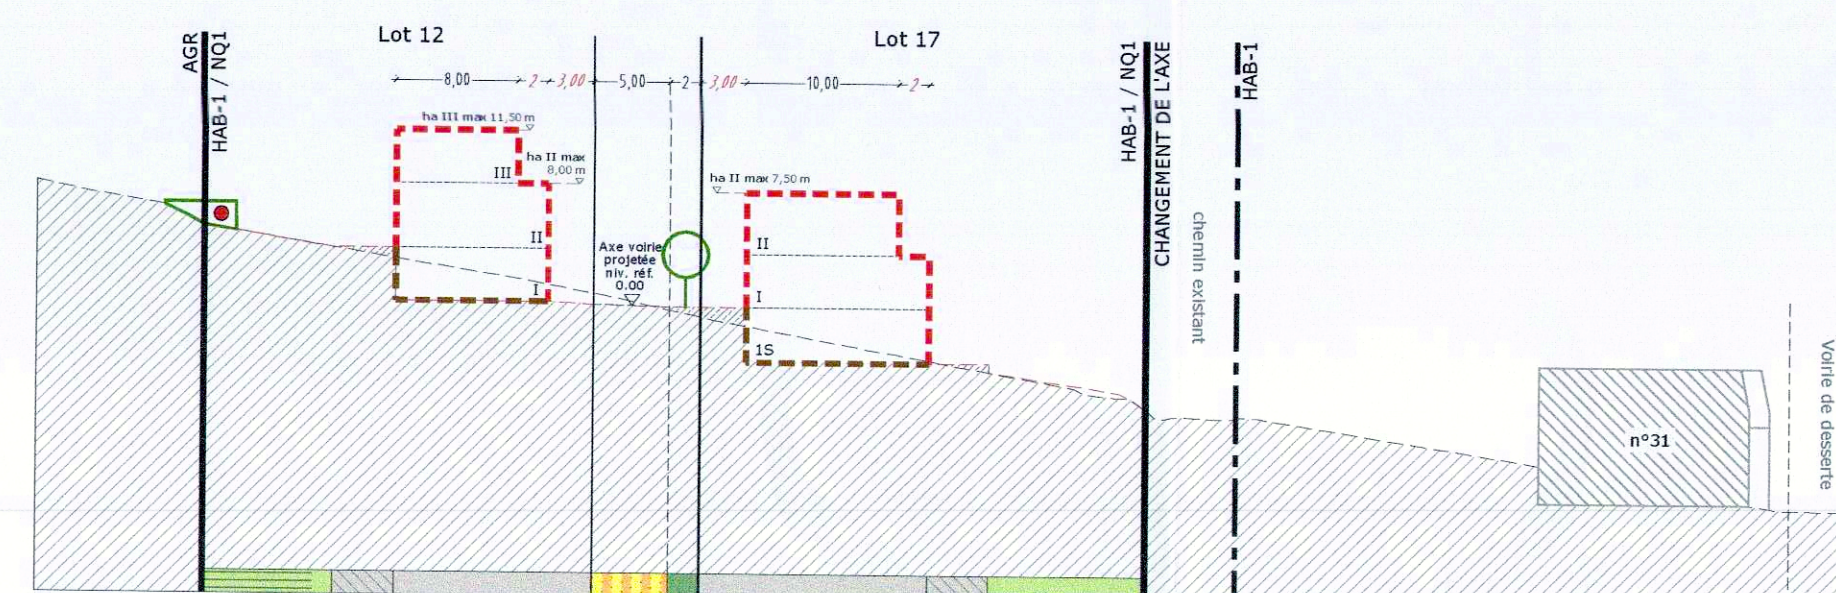 AGR
HAB-1 / NQ1
Lot 12
8,00
2
3,00
5,00
2
3,00
10,00
2
Lot 17
ha III max 11,50 m
ha II max
8,00 m
III
II
I
Axe voirie
projetée
niv. réf.
0.00
ha II max 7,50 m
II
I
1S
HAB-1 / NQ1
CHANGEMENT DE L'AXE
chemin existant
HAB-1
n°31
Voirie de desserte